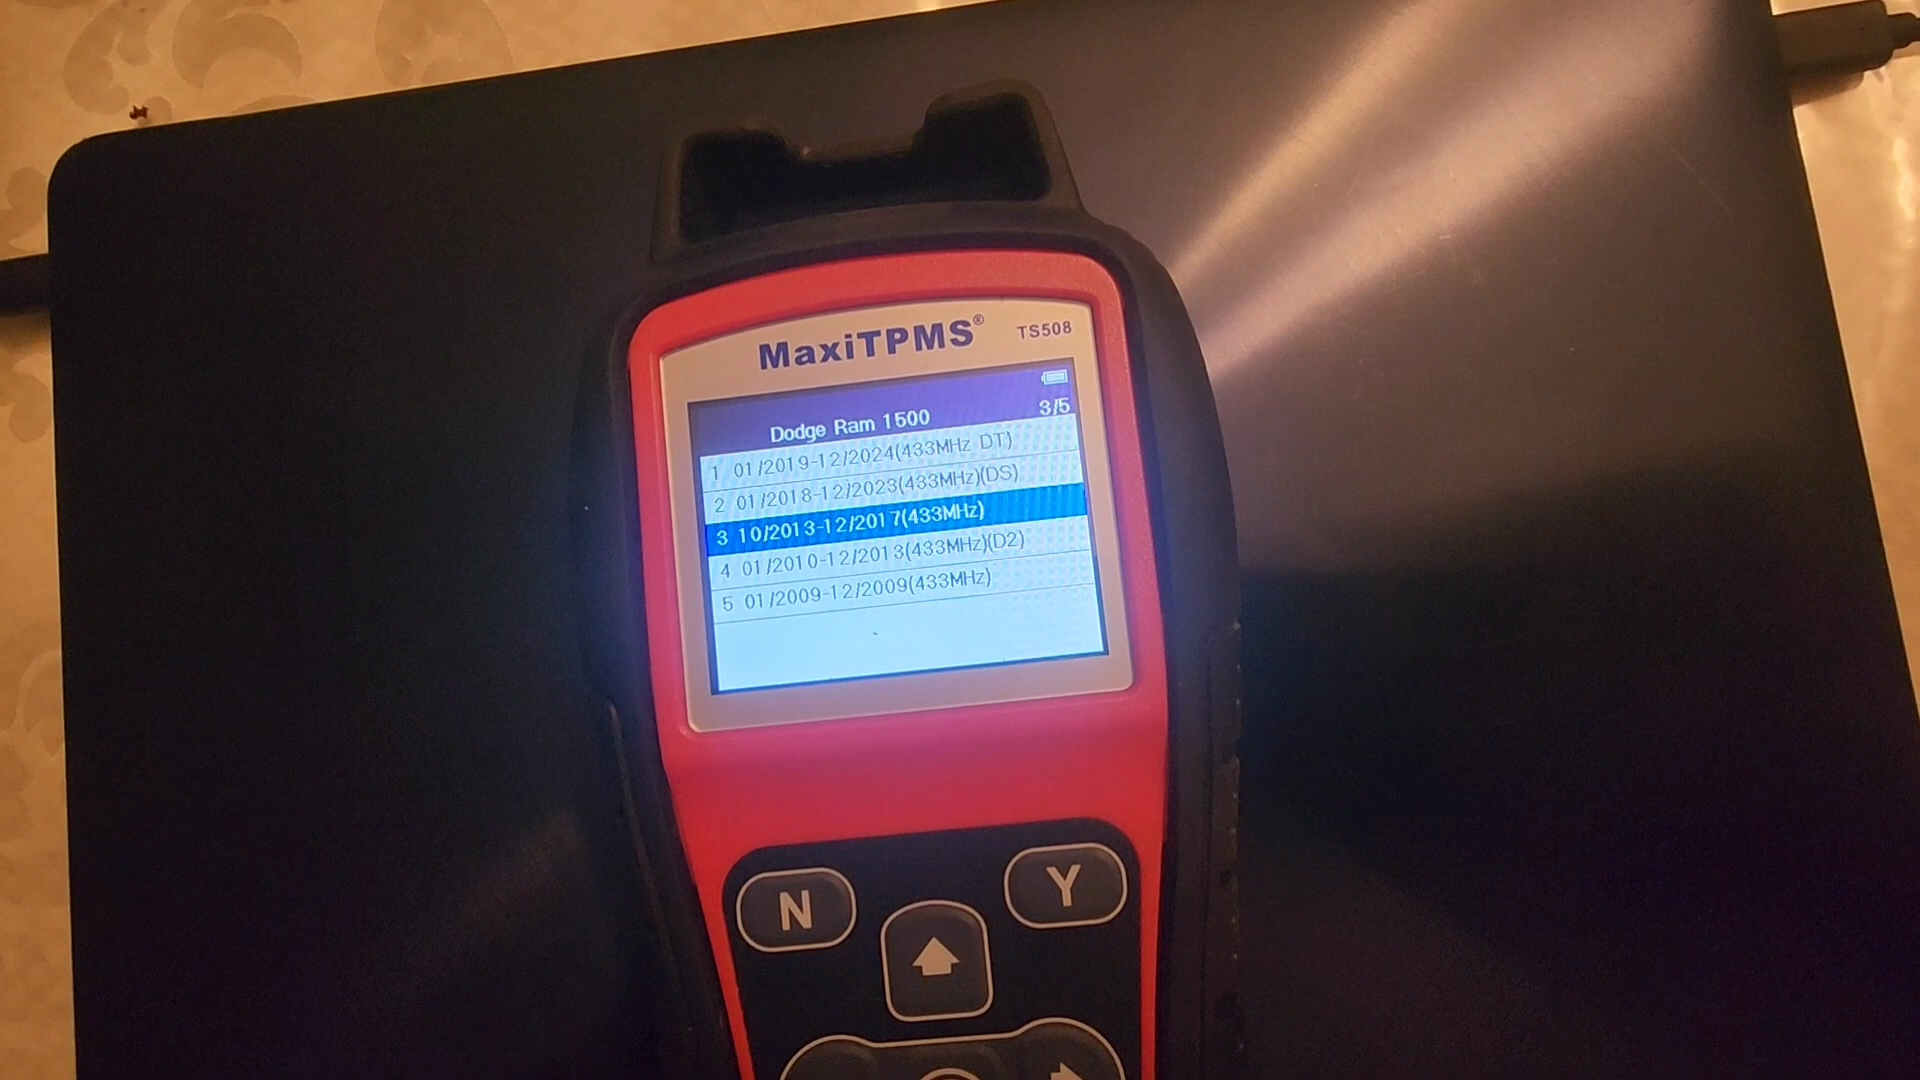 MaxiTPMS® TS508
Dodge Ram 1500 3/5
1 01/2019-12/2024(433MHz DT)
2 01/2018-12/2023(433MHz)(DS)
3 10/2013-12/2017(433MHz)
4 01/2010-12/2013(433MHz)(D2)
5 01/2009-12/2009(433MHz)
N Y